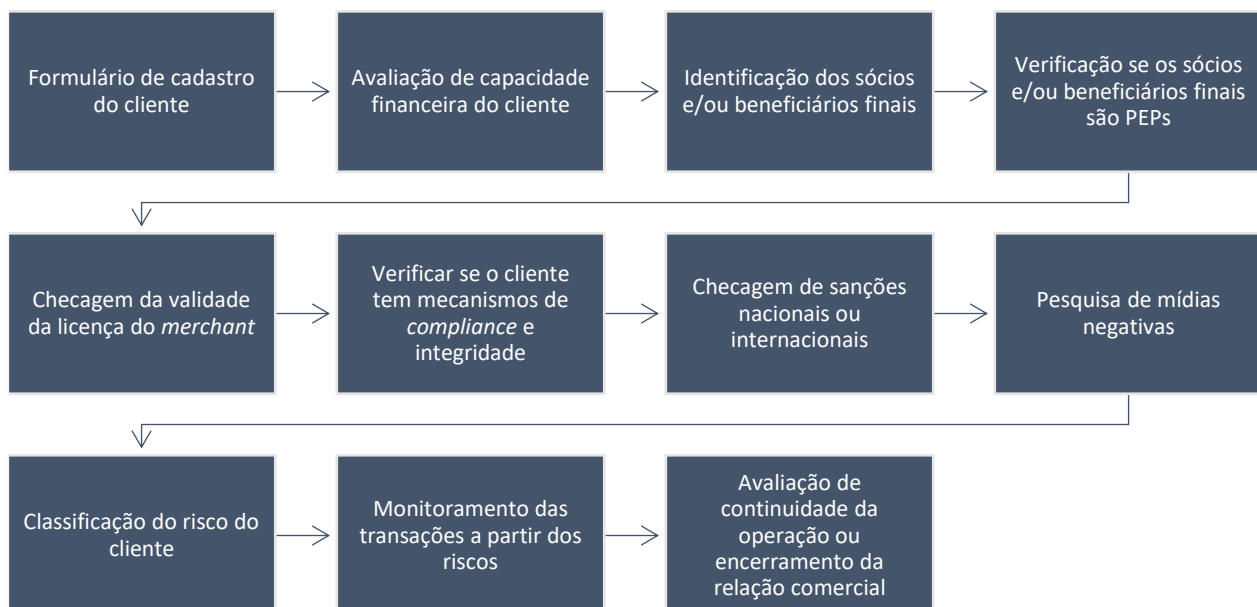 Formulário de cadastro
do cliente
Avaliação de capacidade
financeira do cliente
Identificação dos sócios
e/ou beneficiários finais
Verificação se os sócios
e/ou beneficiários finais
são PEPs
Checagem da validade
da licença do merchant
Verificar se o cliente
tem mecanismos de
compliance e
integridade
Checagem de sanções
nacionais ou
internacionais
Pesquisa de mídias
negativas
Classificação do risco do
cliente
Monitoramento das
transações a partir dos
riscos
Avaliação de
continuidade da
operação ou
encerramento da
relação comercial